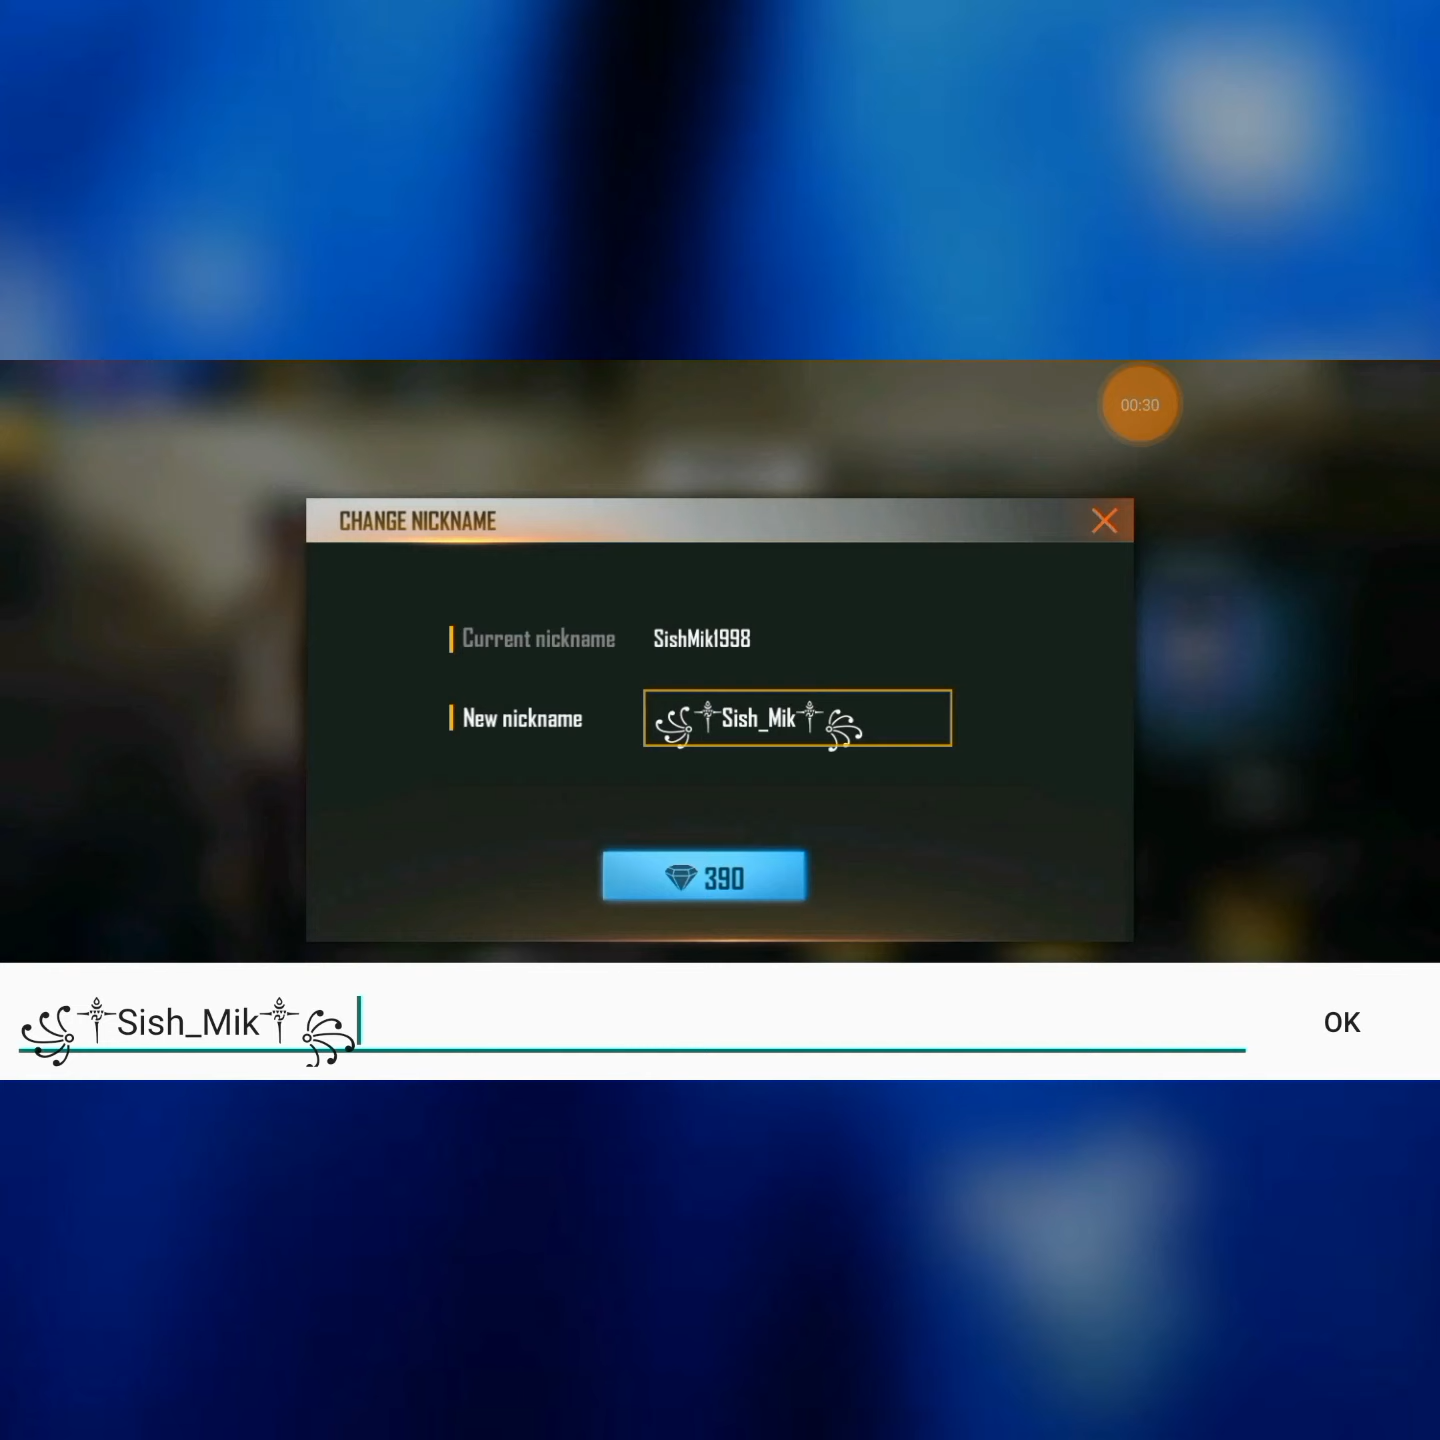 00:30
CHANGE NICKNAME
Current nickname SishMik1998
New nickname ꧁༒Sish_Mik༒꧂
390
꧁༒Sish_Mik༒꧂ OK